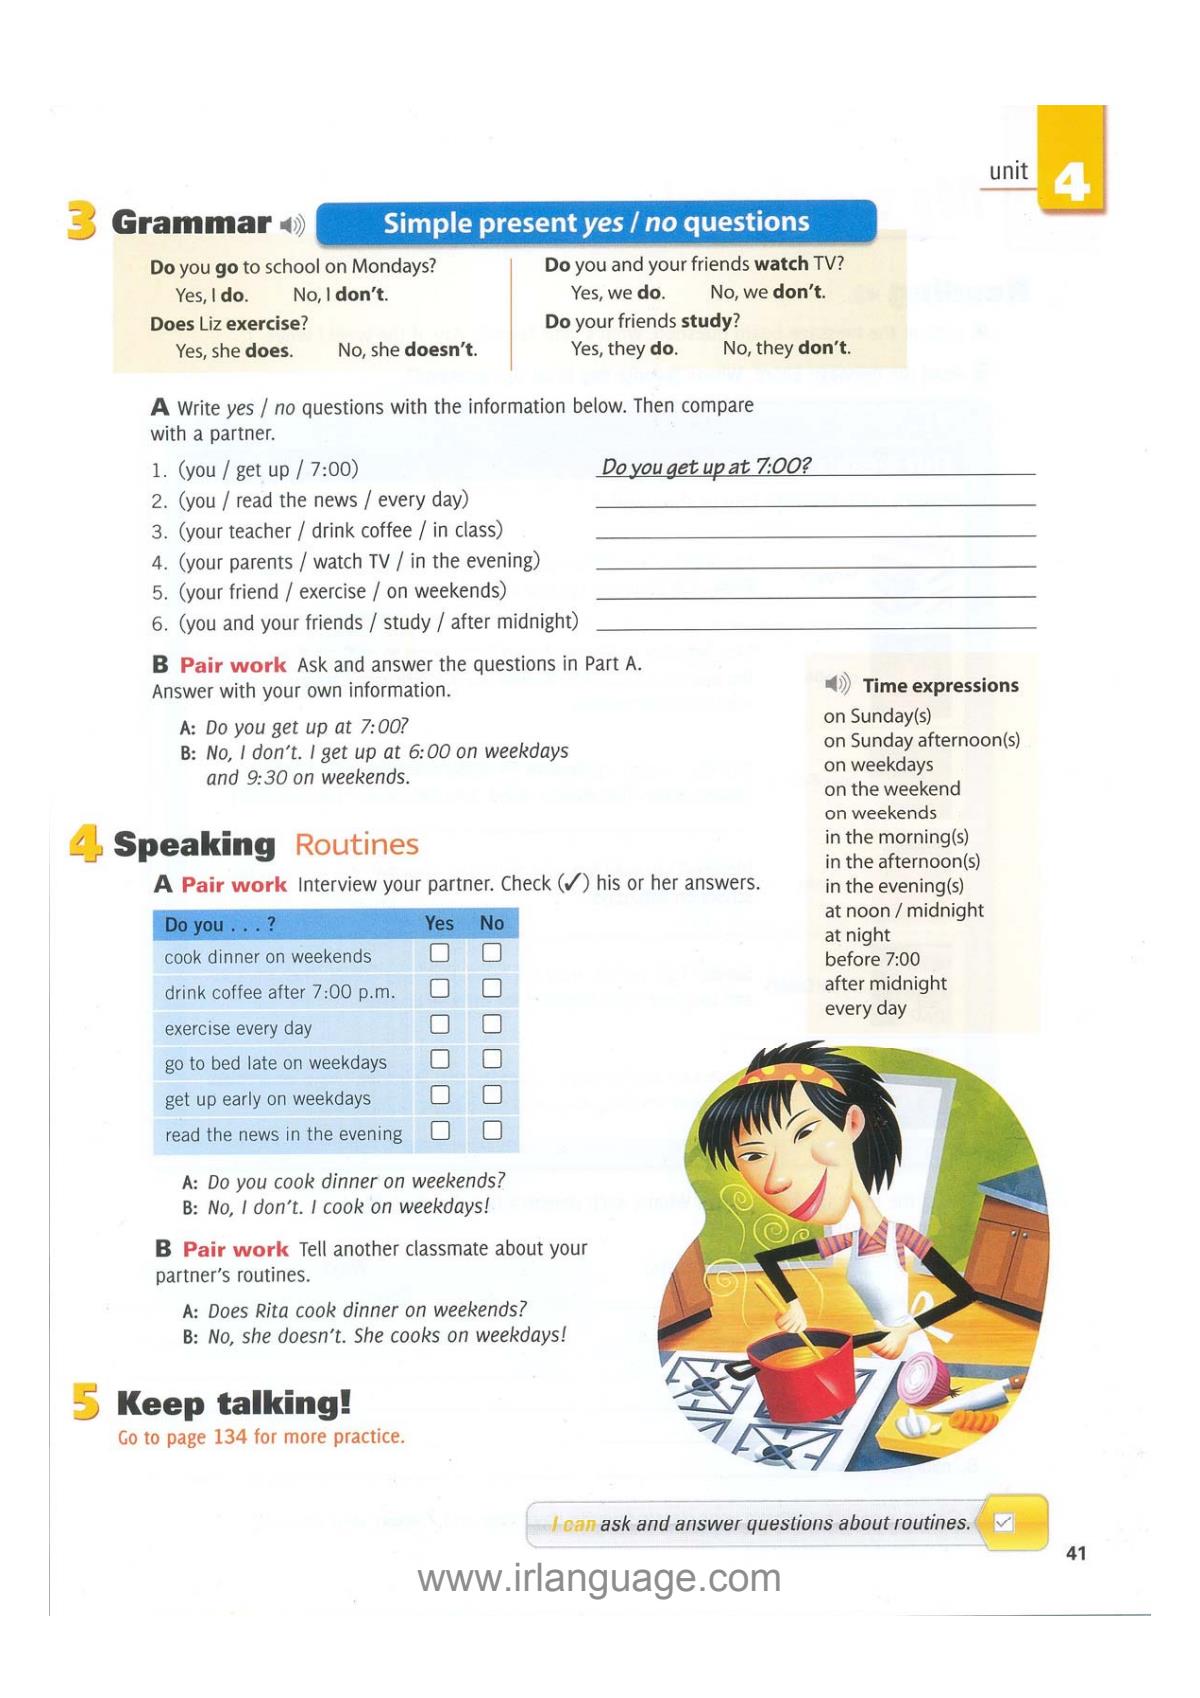 unit 4
3 Grammar Simple present yes / no questions
Do you go to school on Mondays?
Yes, I do. No, I don't.
Does Liz exercise?
Yes, she does. No, she doesn't.
Do you and your friends watch TV?
Yes, we do. No, we don't.
Do your friends study?
Yes, they do. No, they don't.
A Write yes / no questions with the information below. Then compare
with a partner.
1. (you / get up / 7:00) Do you get up at 7:00?
2. (you / read the news / every day)
3. (your teacher / drink coffee / in class)
4. (your parents / watch TV / in the evening)
5. (your friend / exercise / on weekends)
6. (you and your friends / study / after midnight)
B Pair work Ask and answer the questions in Part A.
Answer with your own information.
A: Do you get up at 7:00?
B: No, I don't. I get up at 6:00 on weekdays
and 9:30 on weekends.
Time expressions
on Sunday(s)
on Sunday afternoon(s)
on weekdays
on the weekend
on weekends
in the morning(s)
in the afternoon(s)
in the evening(s)
at noon / midnight
at night
before 7:00
after midnight
every day
4 Speaking Routines
A Pair work Interview your partner. Check (✓) his or her answers.
Do you . . . ? Yes No
cook dinner on weekends
drink coffee after 7:00 p.m.
exercise every day
go to bed late on weekdays
get up early on weekdays
read the news in the evening
A: Do you cook dinner on weekends?
B: No, I don't. I cook on weekdays!
B Pair work Tell another classmate about your
partner's routines.
A: Does Rita cook dinner on weekends?
B: No, she doesn't. She cooks on weekdays!
5 Keep talking!
Go to page 134 for more practice.
I can ask and answer questions about routines.
41
www.irlanguage.com